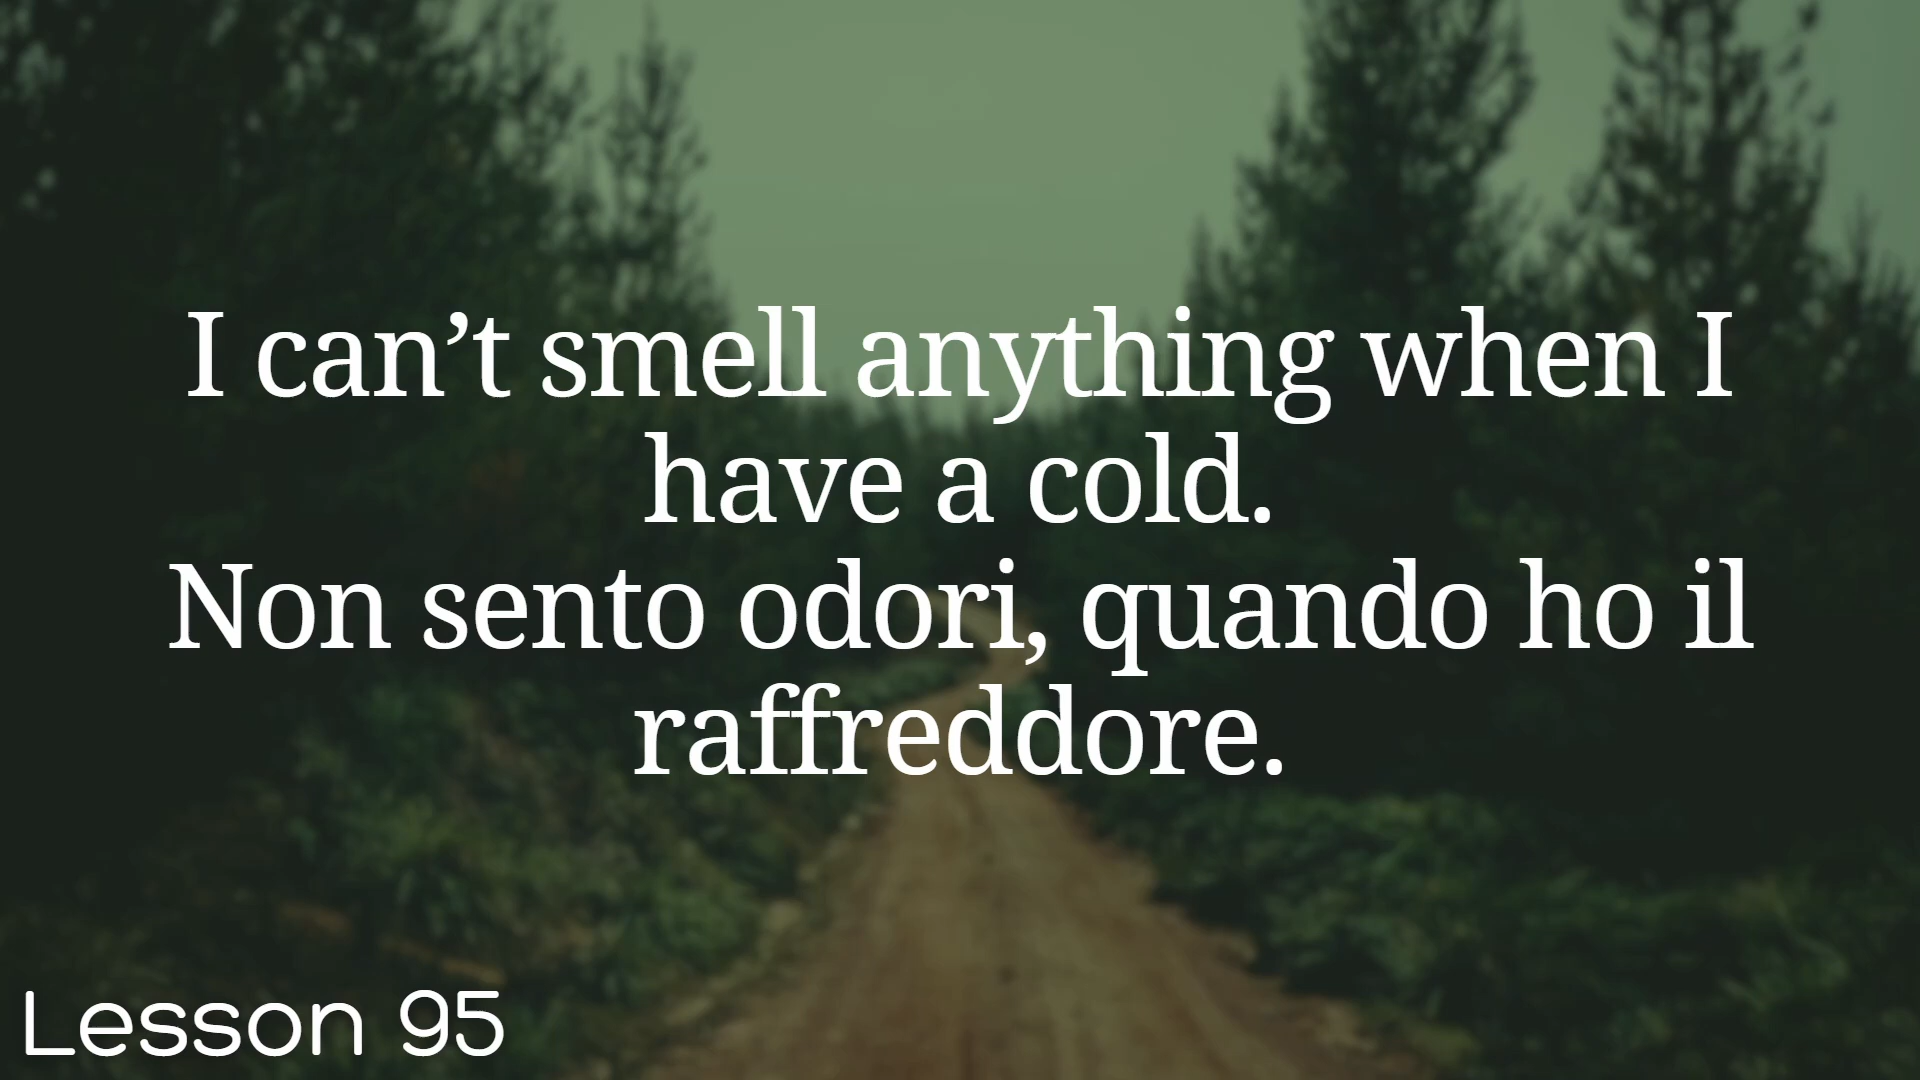 I can’t smell anything when I
have a cold.
Non sento odori, quando ho il
raffreddore.
Lesson 95